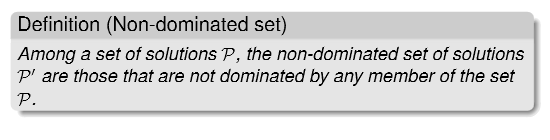 Definition (Non-dominated set)
Among a set of solutions 𝒫, the non-dominated set of solutions
𝒫′ are those that are not dominated by any member of the set
𝒫.